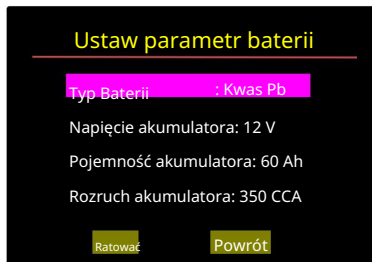 Ustaw parametr baterii
Typ Baterii : Kwas Pb
Napięcie akumulatora: 12 V
Pojemność akumulatora: 60 Ah
Rozruch akumulatora: 350 CCA
Ratować Powrót